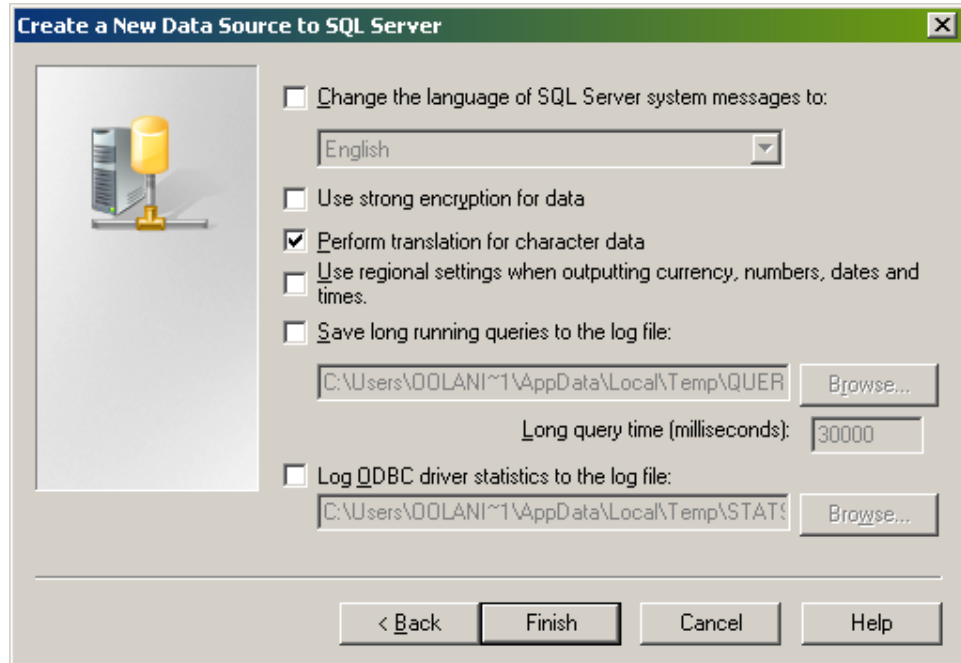 Create a New Data Source to SQL Server
Change the language of SQL Server system messages to:
English
Use strong encryption for data
Perform translation for character data
Use regional settings when outputting currency, numbers, dates and
times.
Save long running queries to the log file:
C:\Users\OOLANI~1\AppData\Local\Temp\QUER
Browse...
Long query time (milliseconds):
30000
Log ODBC driver statistics to the log file:
C:\Users\OOLANI~1\AppData\Local\Temp\STATS
Browse...
< Back
Finish
Cancel
Help